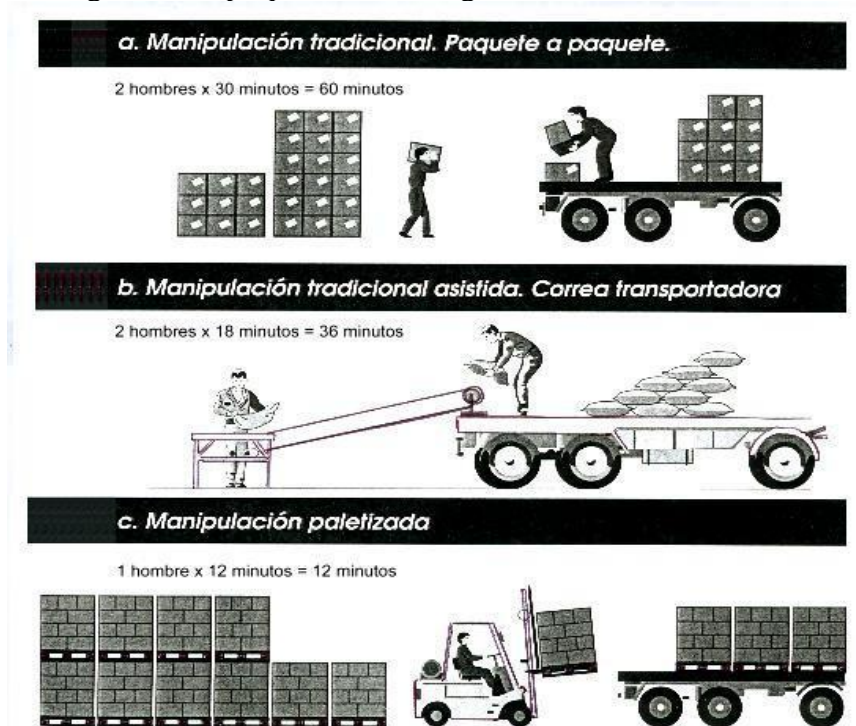 a. Manipulación tradicional. Paquete a paquete.
2 hombres x 30 minutos = 60 minutos
b. Manipulación tradicional asistida. Correa transportadora
2 hombres x 18 minutos = 36 minutos
c. Manipulación paletizada
1 hombre x 12 minutos = 12 minutos